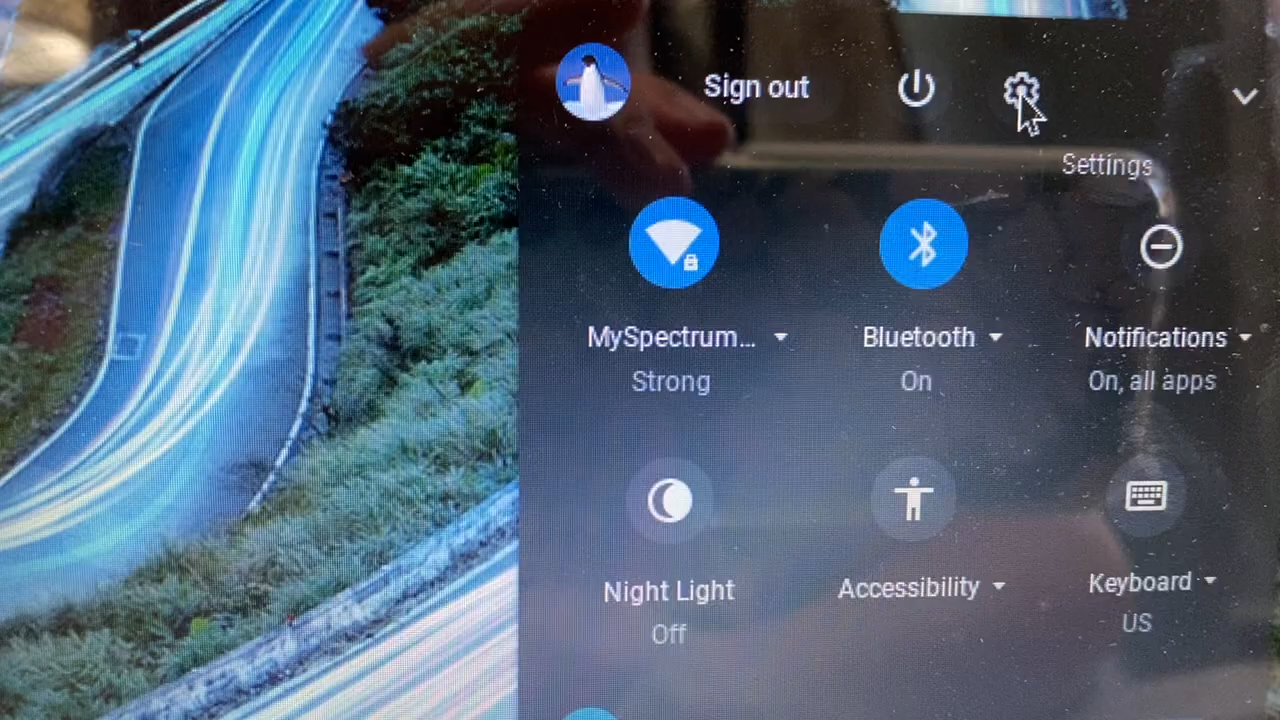 Sign out
Settings
MySpectrum...
Strong
Bluetooth
On
Notifications
On, all apps
Night Light
Off
Accessibility
Keyboard
US